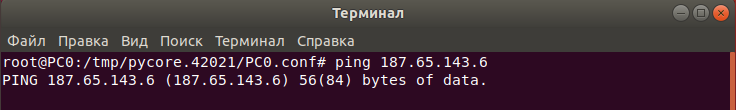 Терминал
Файл Правка Вид Поиск Терминал Справка
root@PC0:/tmp/pycore.42021/PC0.conf# ping 187.65.143.6
PING 187.65.143.6 (187.65.143.6) 56(84) bytes of data.